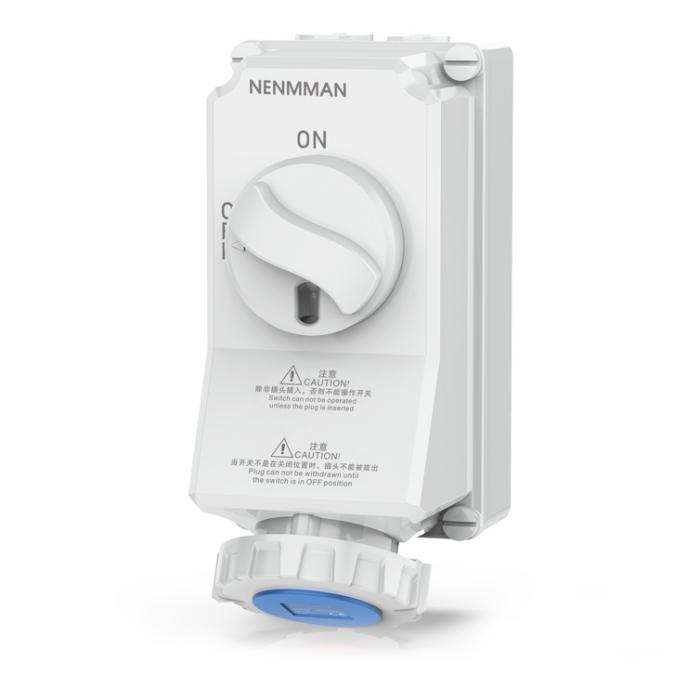 NENMMAN
ON
注意
CAUTION!
除非插头插入，否则不能操作开关
Switch can not be operated
unless the plug is inserted
注意
CAUTION!
当开关不是在关闭位置时，插头不能被拔出
Plug can not be withdrawn until
the switch is in OFF position